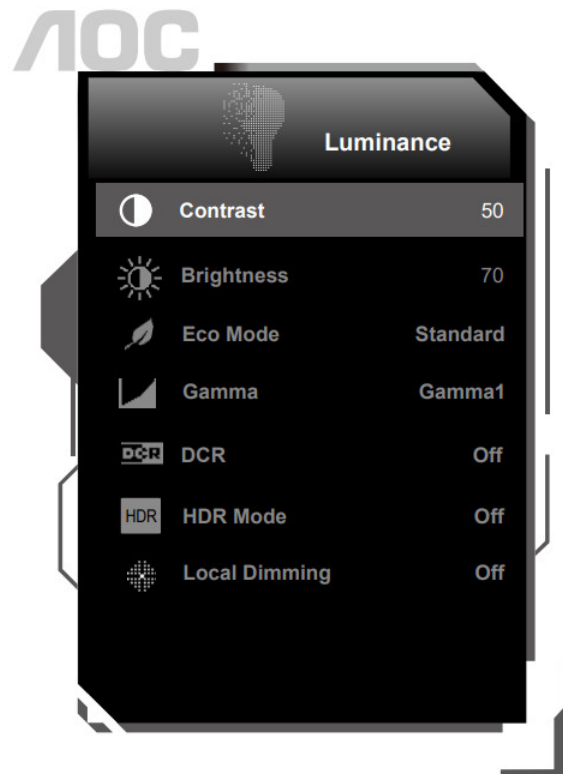 AOC
Luminance
Contrast 50
Brightness 70
Eco Mode Standard
Gamma Gamma1
DCR DCR Off
HDR HDR Mode Off
Local Dimming Off